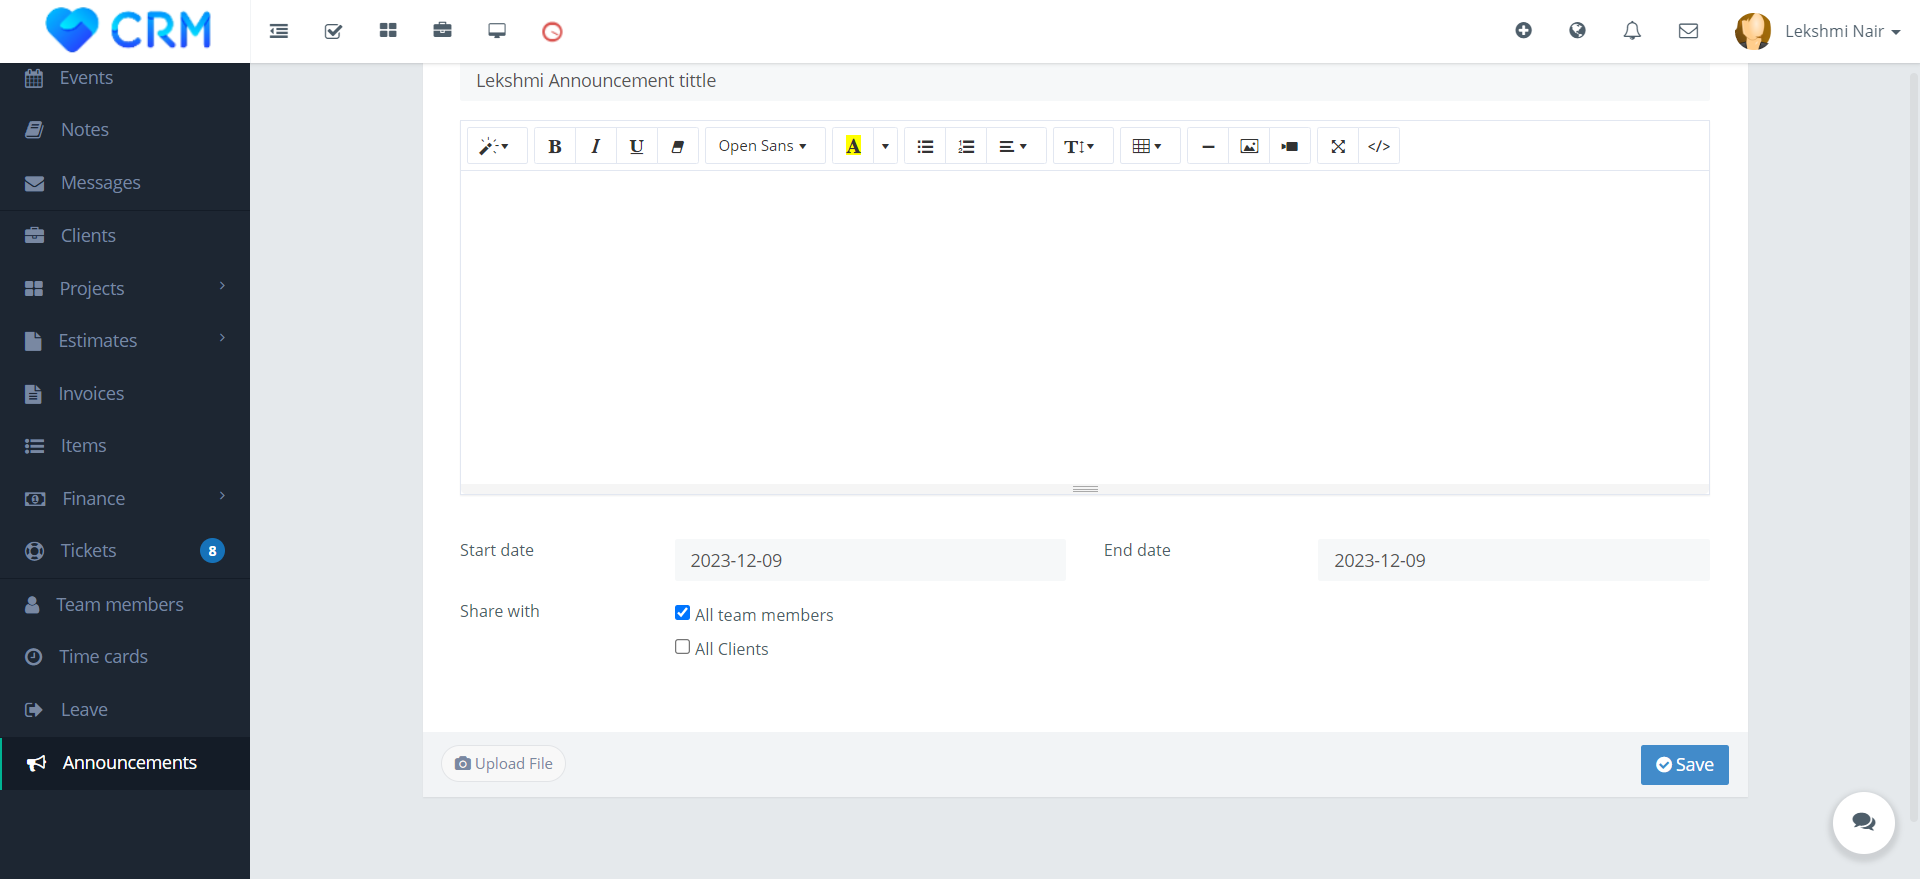 CRM
Lekshmi Nair
Events
Notes
Messages
Clients
Projects
Estimates
Invoices
Items
Finance
Tickets 8
Team members
Time cards
Leave
Announcements
Lekshmi Announcement tittle
B I U Open Sans A T </>
Start date 2023-12-09 End date 2023-12-09
Share with All team members
All Clients
Upload File Save